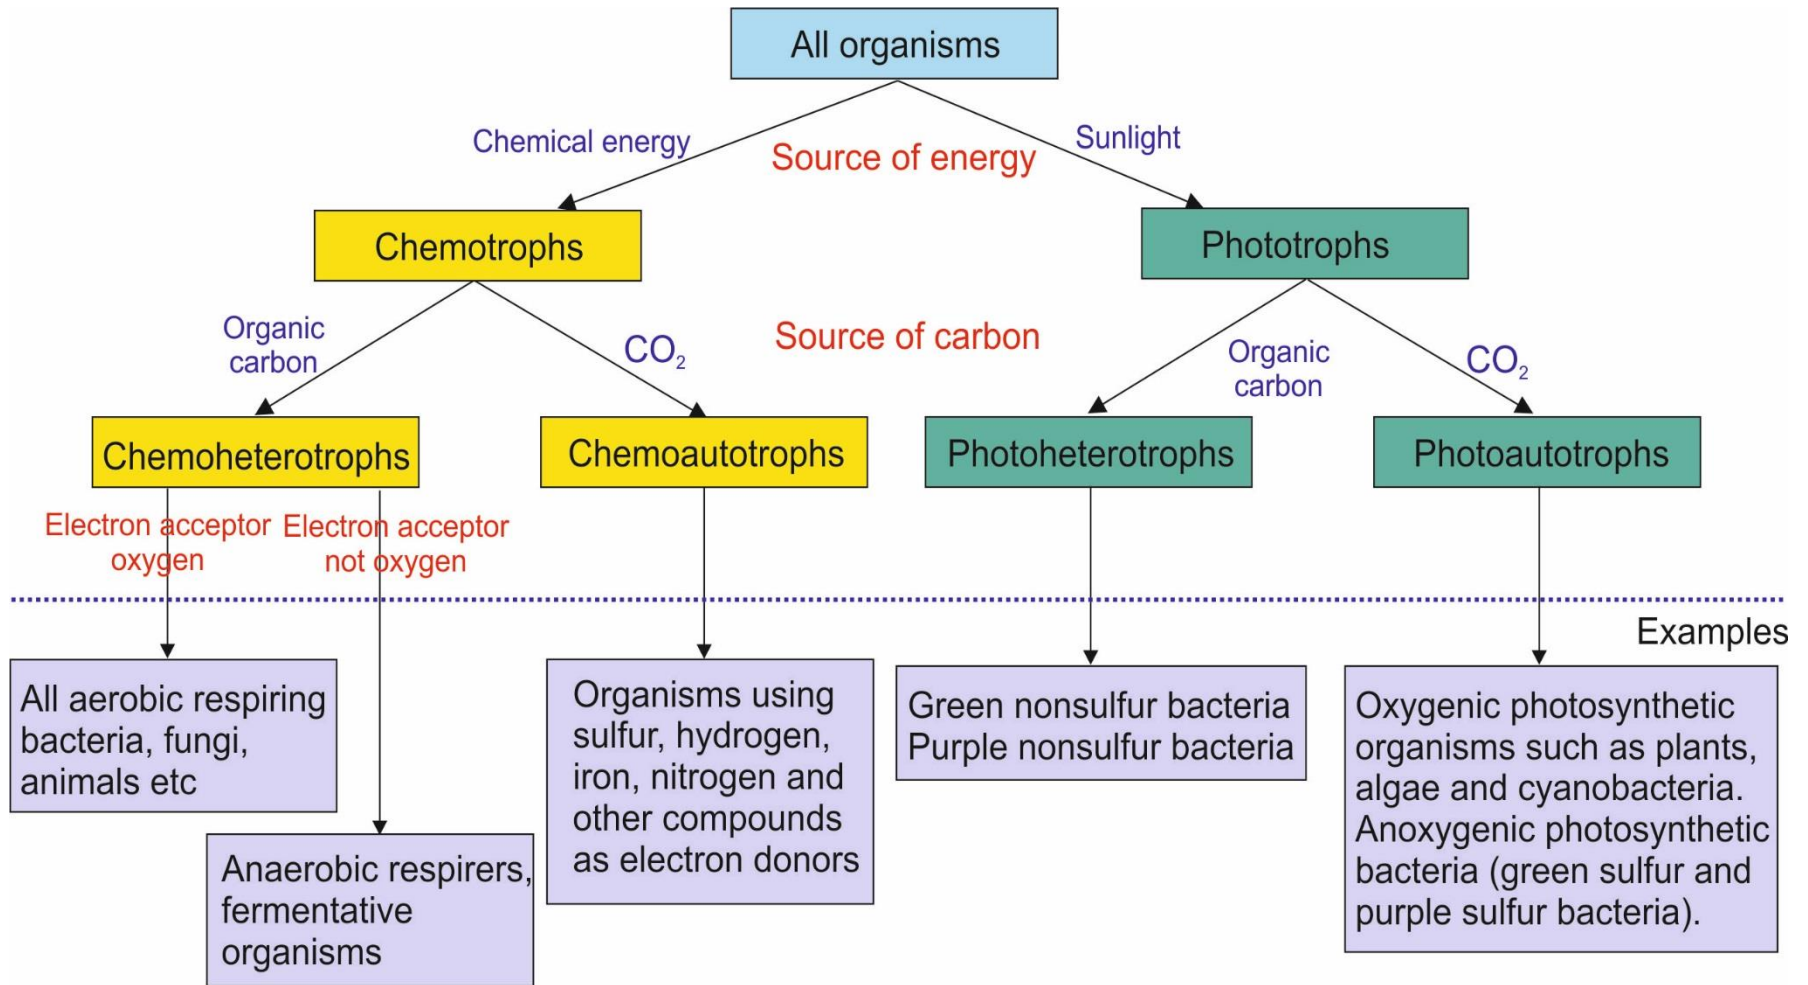 All organisms
Chemical energy
Sunlight
Source of energy
Chemotrophs
Phototrophs
Organic
carbon
CO₂
Source of carbon
Organic
carbon
CO₂
Chemoheterotrophs
Chemoautotrophs
Photoheterotrophs
Photoautotrophs
Electron acceptor
oxygen
Electron acceptor
not oxygen
Examples
All aerobic respiring
bacteria, fungi,
animals etc
Anaerobic respirers,
fermentative
organisms
Organisms using
sulfur, hydrogen,
iron, nitrogen and
other compounds
as electron donors
Green nonsulfur bacteria
Purple nonsulfur bacteria
Oxygenic photosynthetic
organisms such as plants,
algae and cyanobacteria.
Anoxygenic photosynthetic
bacteria (green sulfur and
purple sulfur bacteria).